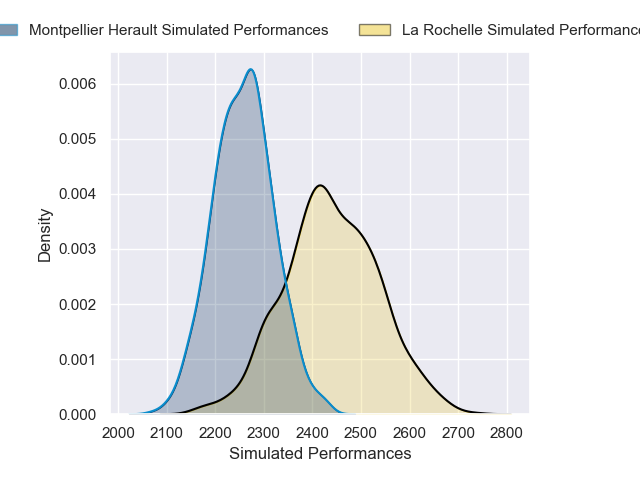 Montpellier Herault Simulated Performances La Rochelle Simulated Performance
0.006
0.005
0.004
0.003
0.002
0.001
0.000
Density
2000 2100 2200 2300 2400 2500 2600 2700 2800
Simulated Performances